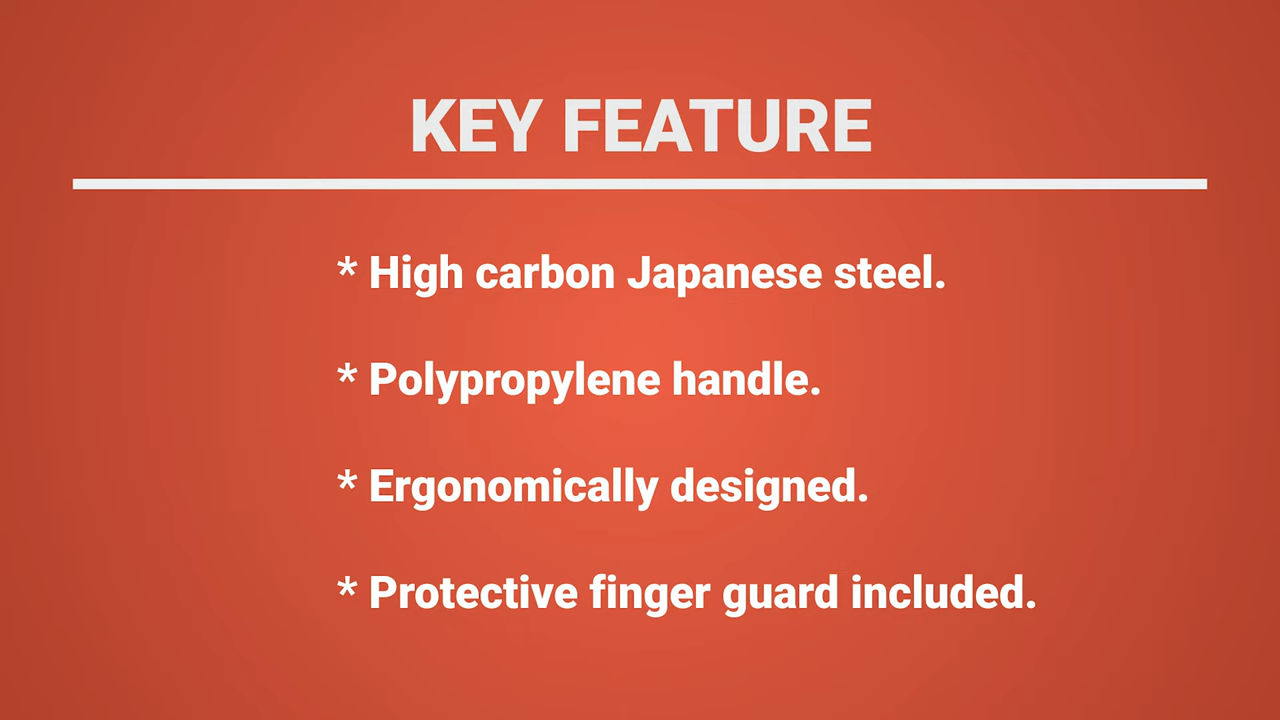 KEY FEATURE
* High carbon Japanese steel.
* Polypropylene handle.
* Ergonomically designed.
* Protective finger guard included.